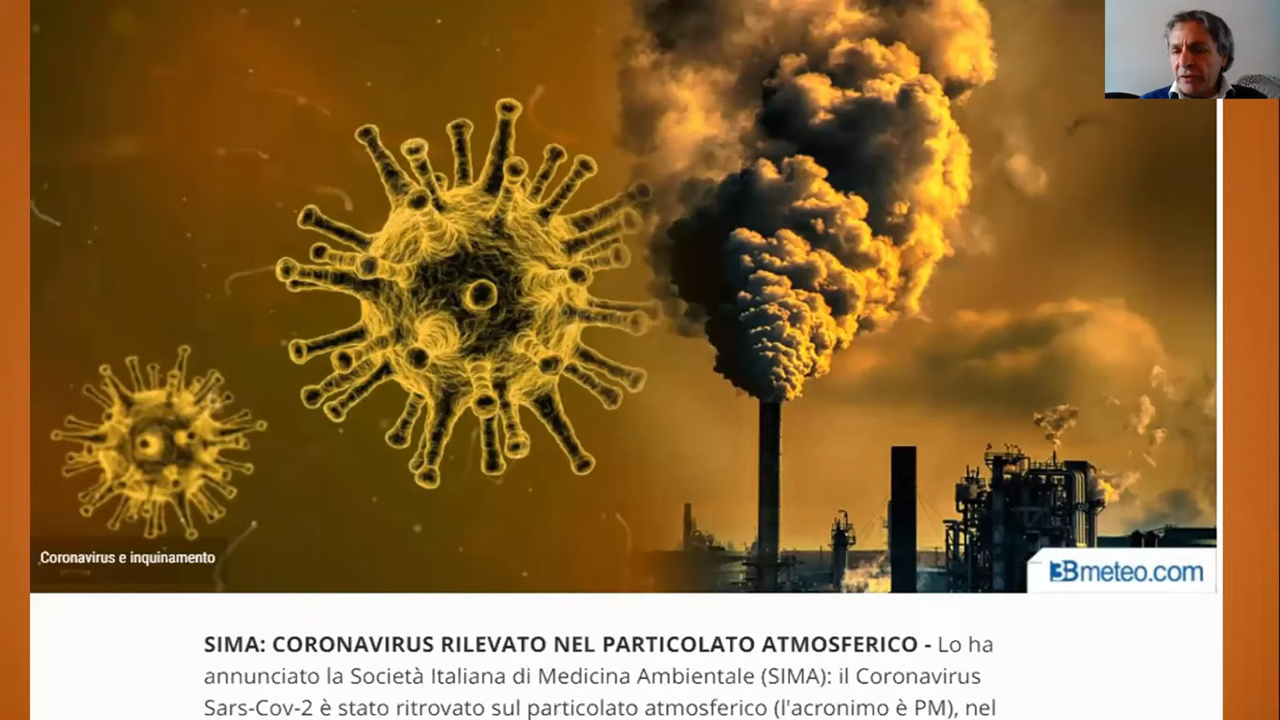 Coronavirus e inquinamento
3Bmeteo.com
SIMA: CORONAVIRUS RILEVATO NEL PARTICOLATO ATMOSFERICO - Lo ha
annunciato la Società Italiana di Medicina Ambientale (SIMA): il Coronavirus
Sars-Cov-2 è stato ritrovato sul particolato atmosferico (l'acronimo è PM), nel